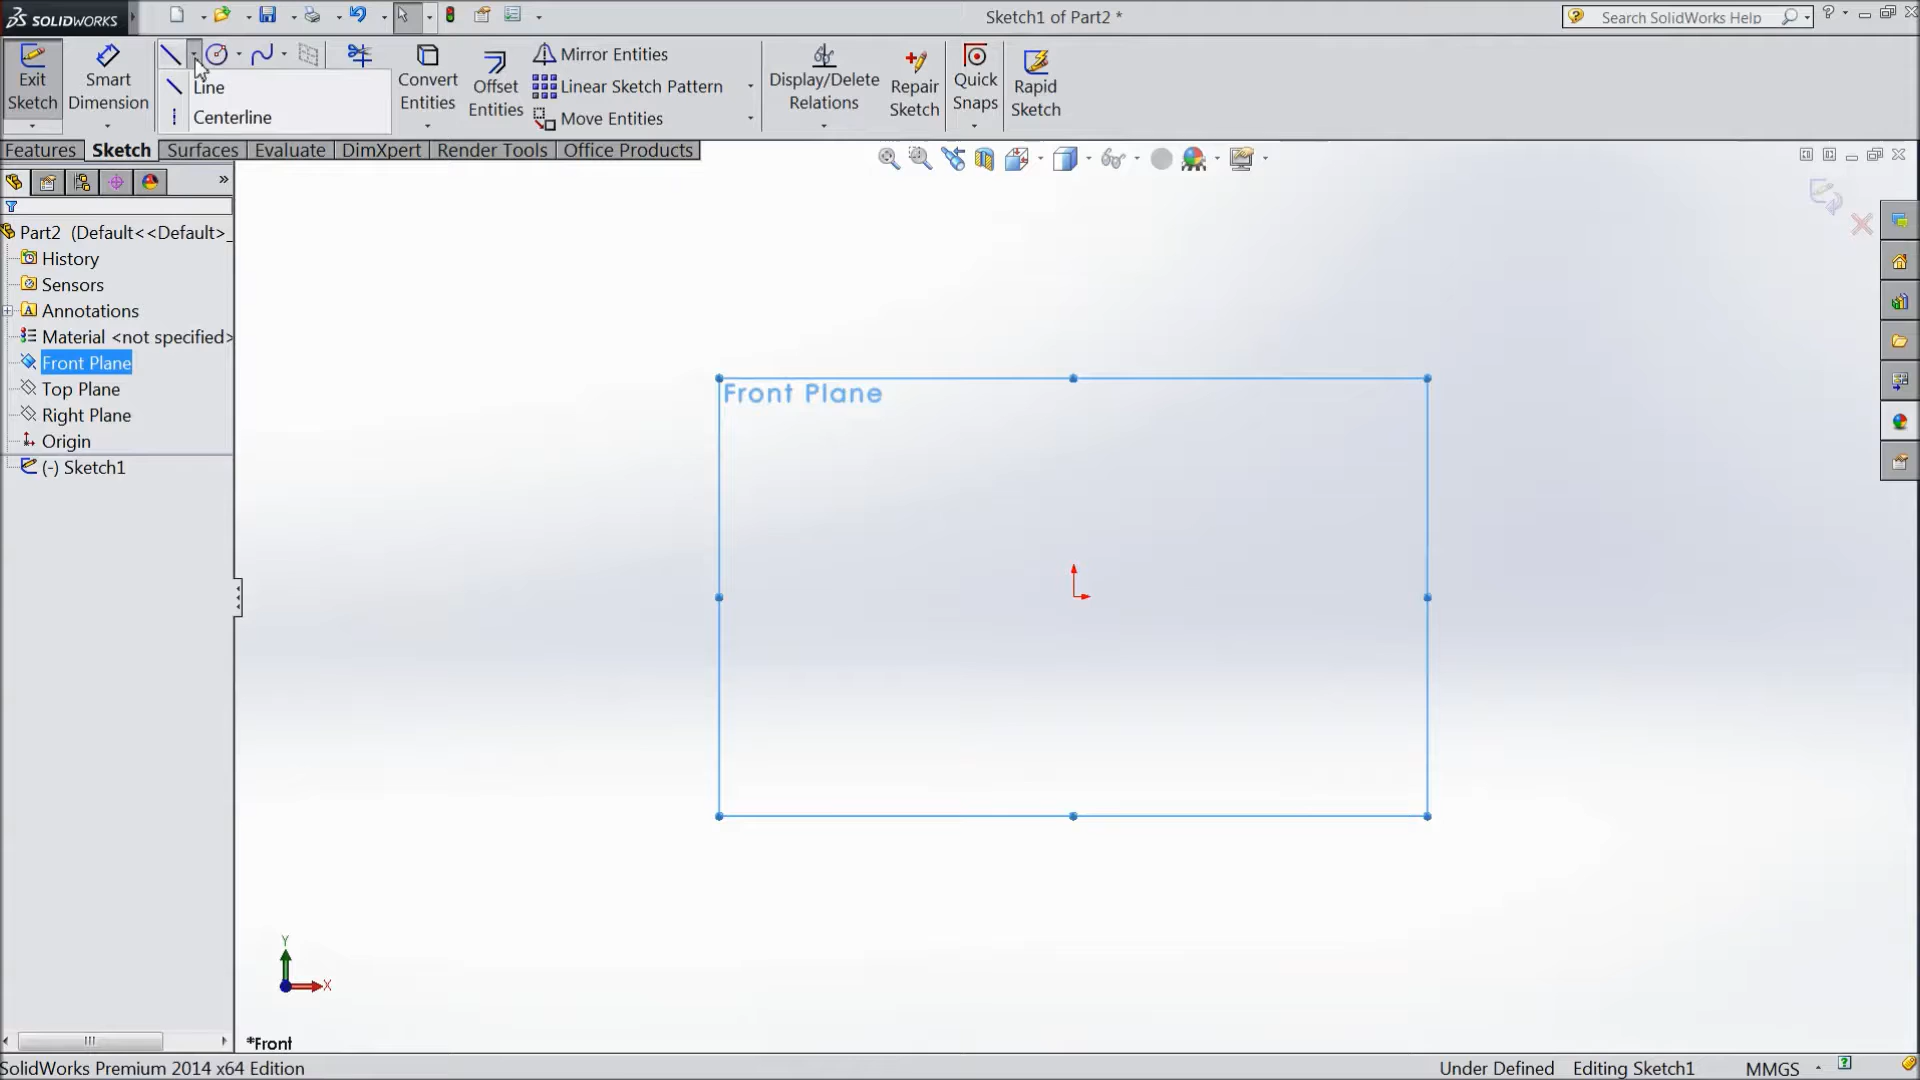 SOLIDWORKS
Sketch1 of Part2 *
Search SolidWorks Help
Exit Sketch
Smart Dimension
Line
Centerline
Convert Entities
Offset Entities
Mirror Entities
Linear Sketch Pattern
Move Entities
Display/Delete Relations
Repair Sketch
Quick Snaps
Rapid Sketch
Features
Sketch
Surfaces
Evaluate
DimXpert
Render Tools
Office Products
Part2 (Default<<Default>_
History
Sensors
Annotations
Material <not specified>
Front Plane
Top Plane
Right Plane
Origin
(-) Sketch1
Front Plane
Y
X
*Front
SolidWorks Premium 2014 x64 Edition
Under Defined
Editing Sketch1
MMGS